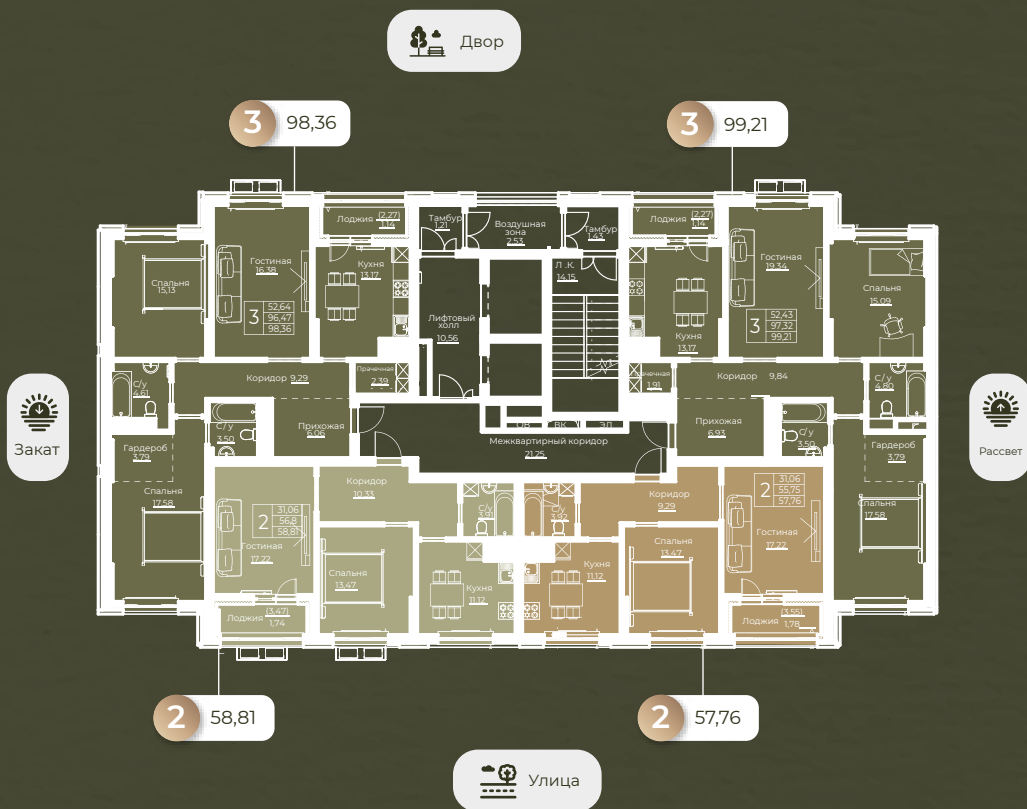 Двор
3 98,36
3 99,21
Лоджия (2,27)
1,14
Тамбур
1,21
Воздушная
зона
2,53
Тамбур
1,43
Лоджия (2,27)
1,14
Гостиная
16,38
Кухня
13,17
Л .К.
14,15
Гостиная
19,34
Спальня
15,13
Спальня
15,09
3
52,64
96,47
98,36
Лифтовый
холл
10,56
Кухня
13,17
3
52,43
97,32
99,21
Закат
Рассвет
Прачечная
2,39
1,91
Коридор 9,29
Коридор 9,84
С/у
4,61
С/у
4,80
Прихожая
6,06
С/у
3,50
ОВ
ВК
ЭЛ
Межквартирный коридор
21,25
Прихожая
6,93
С/у
3,50
Гардероб
3,79
Гардероб
3,79
Спальня
17,58
Спальня
17,58
Коридор
10,33
С/у
3,91
С/у
3,92
Коридор
9,29
2
31,06
56,8
58,81
Гостиная
17,22
2
31,06
55,75
57,76
Гостиная
17,22
Спальня
13,47
Кухня
11,12
Кухня
11,12
Спальня
13,47
Лоджия (3,47)
1,74
Лоджия (3,55)
1,78
2 58,81
2 57,76
Улица